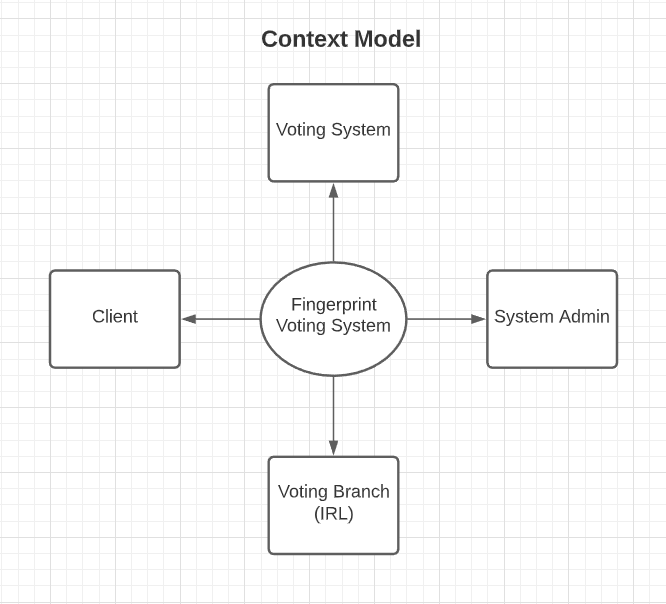 Context Model
Voting System
Client
Fingerprint
Voting System
System Admin
Voting Branch
(IRL)